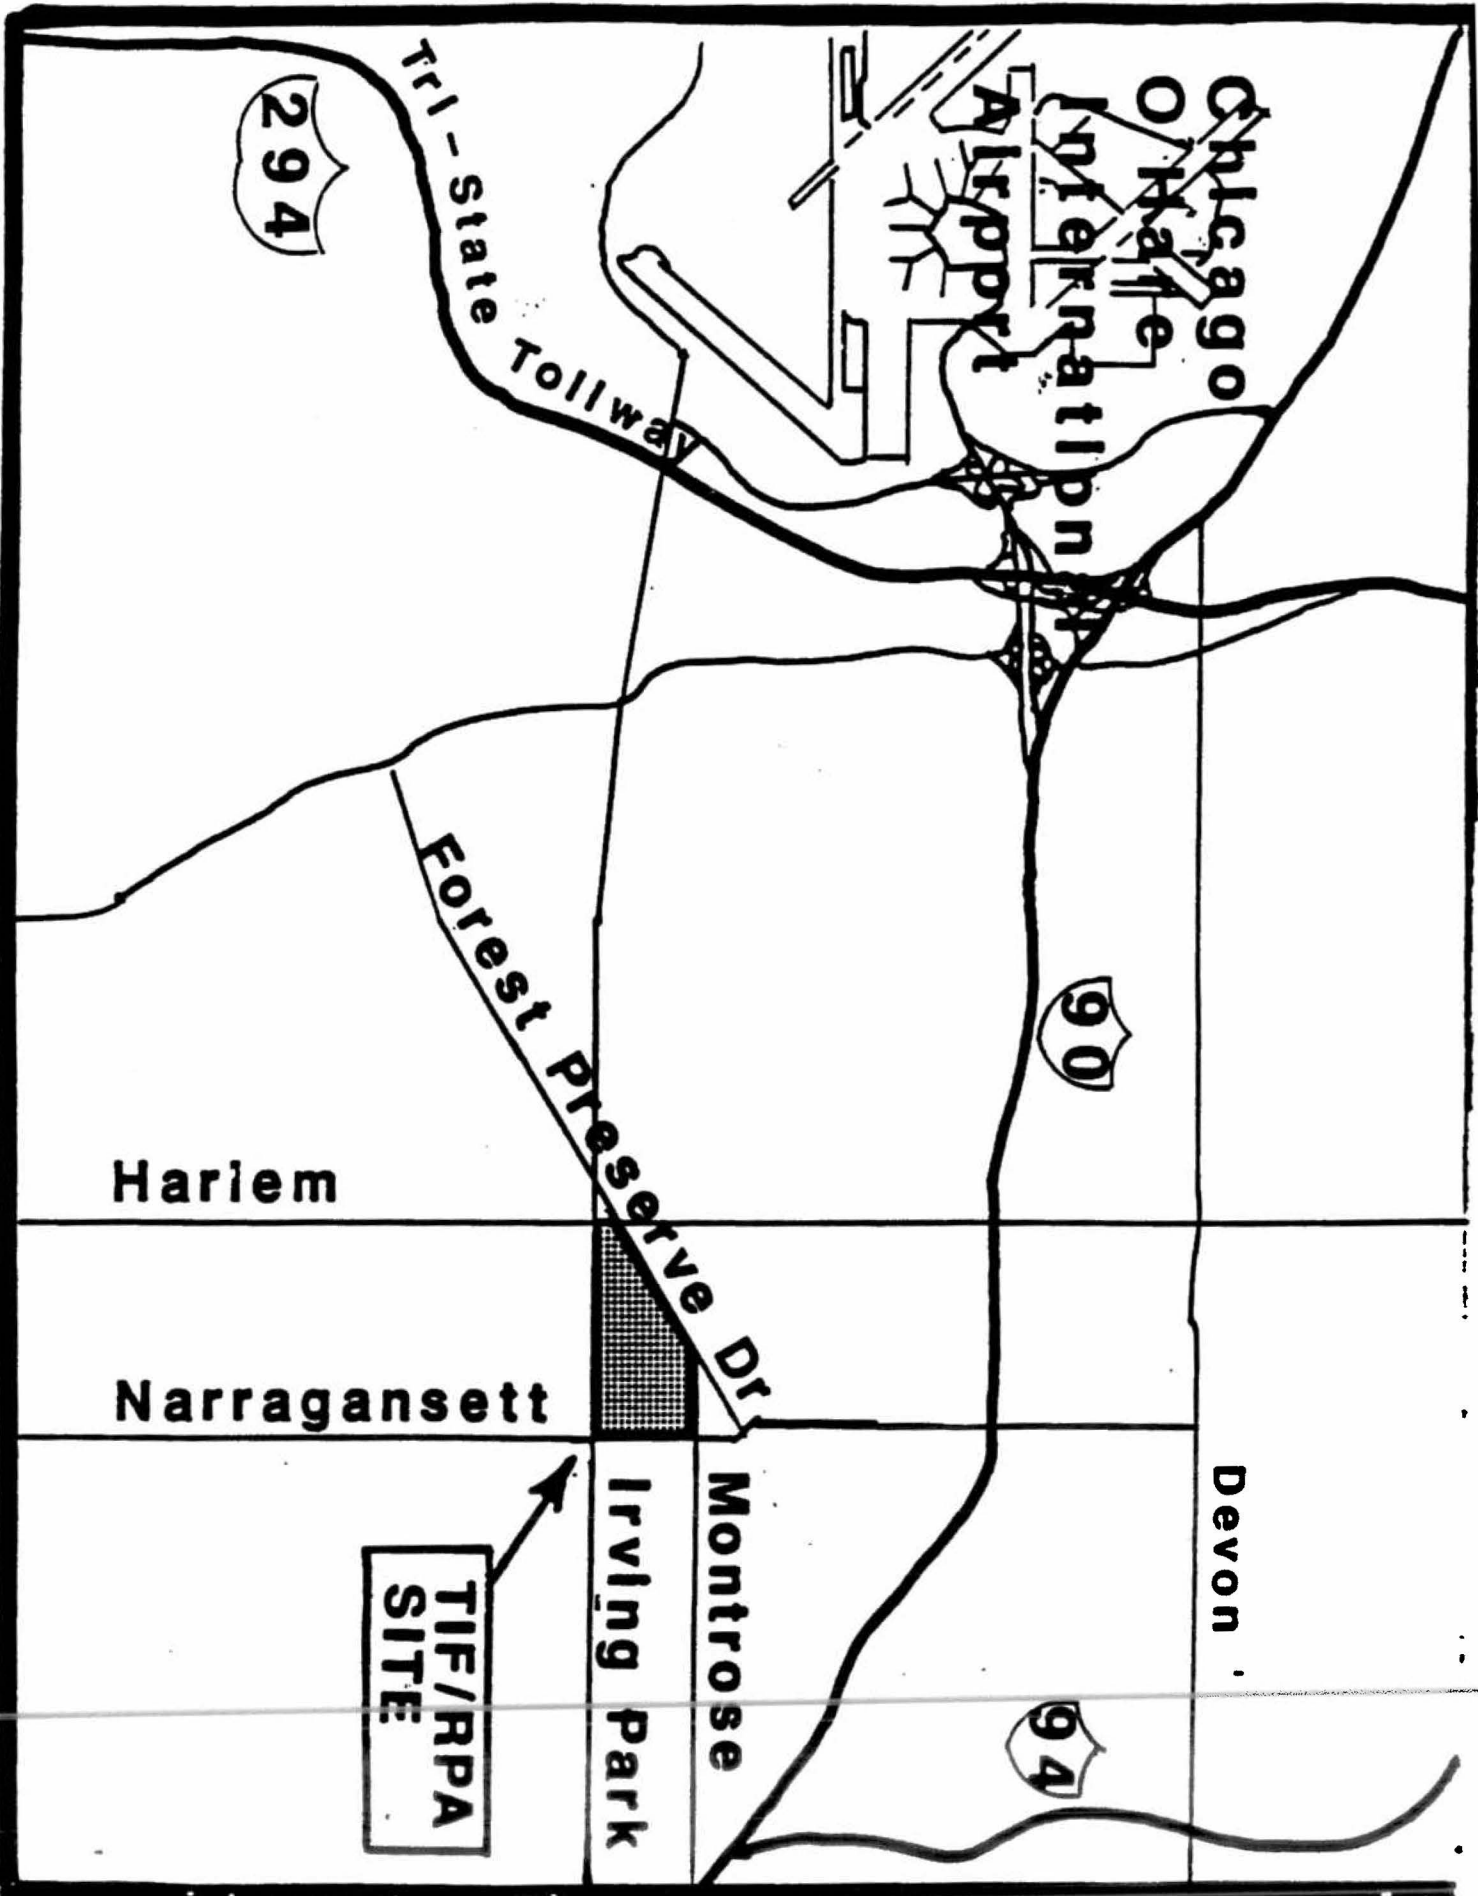 Chicago
O Hare
International
Airport
Tri-State Tollway
294
90
94
Devon
Forest Preserve Dr
Montrose
Irving Park
Harlem
Narragansett
TIF/RPA
SITE